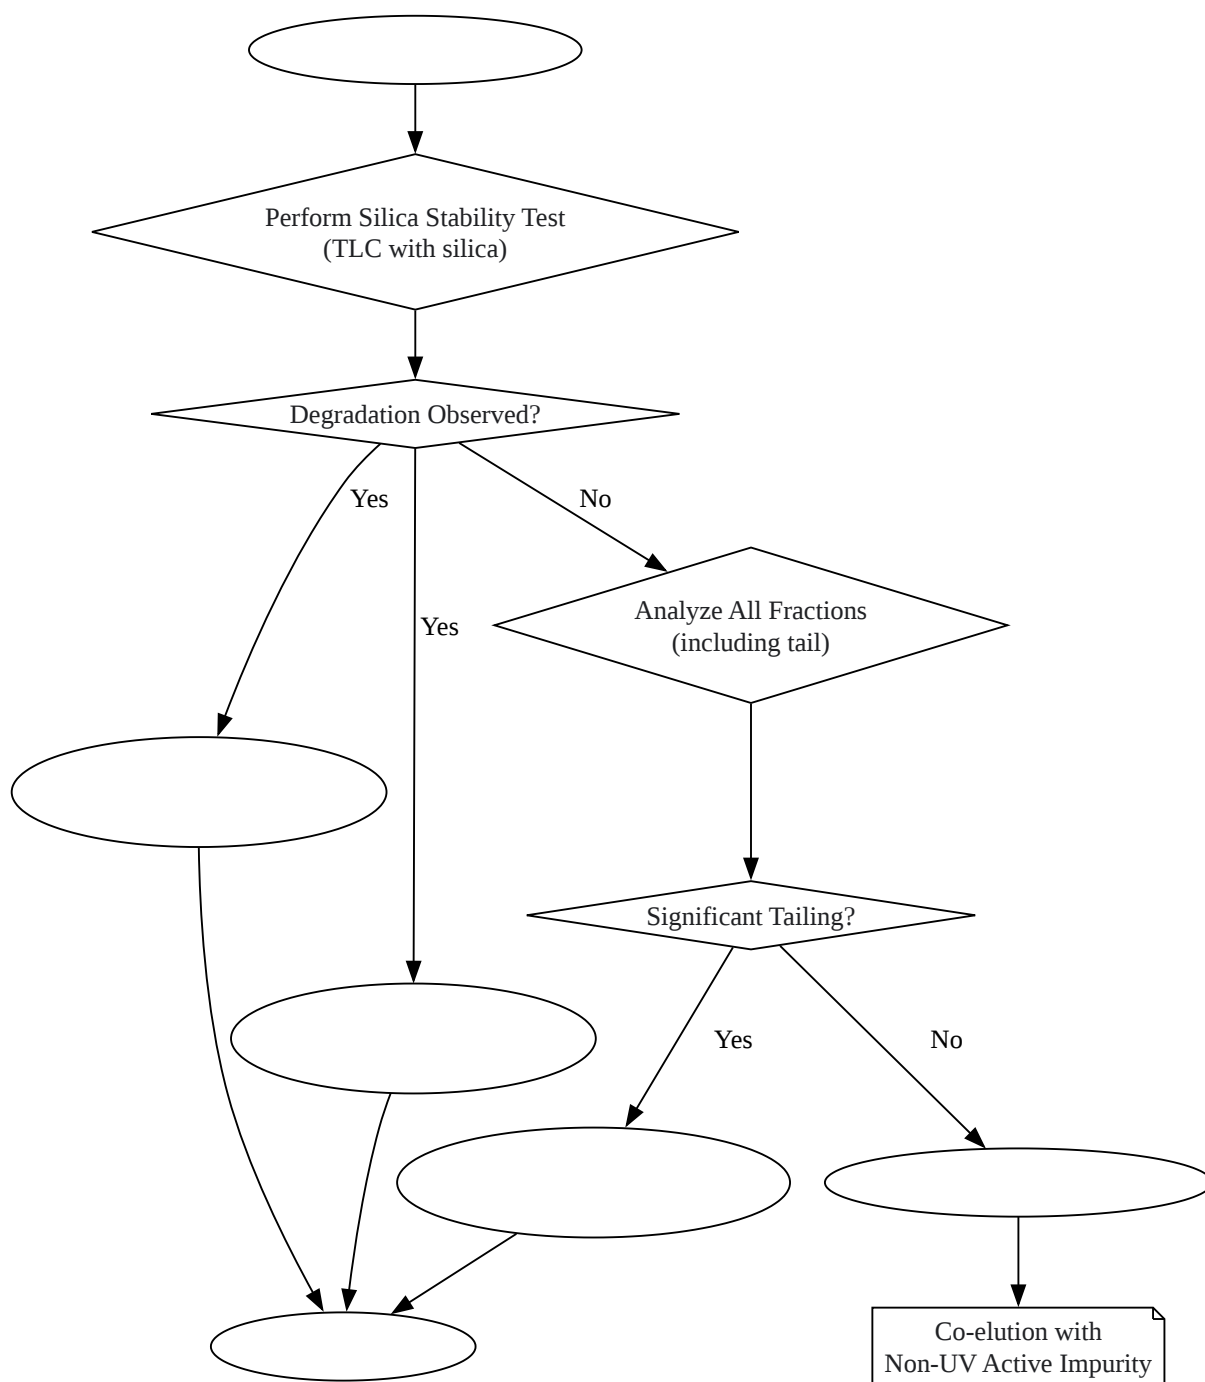 Perform Silica Stability Test
(TLC with silica)
Degradation Observed?
Yes
No
Analyze All Fractions
(including tail)
Yes
Significant Tailing?
Yes
No
Co-elution with
Non-UV Active Impurity